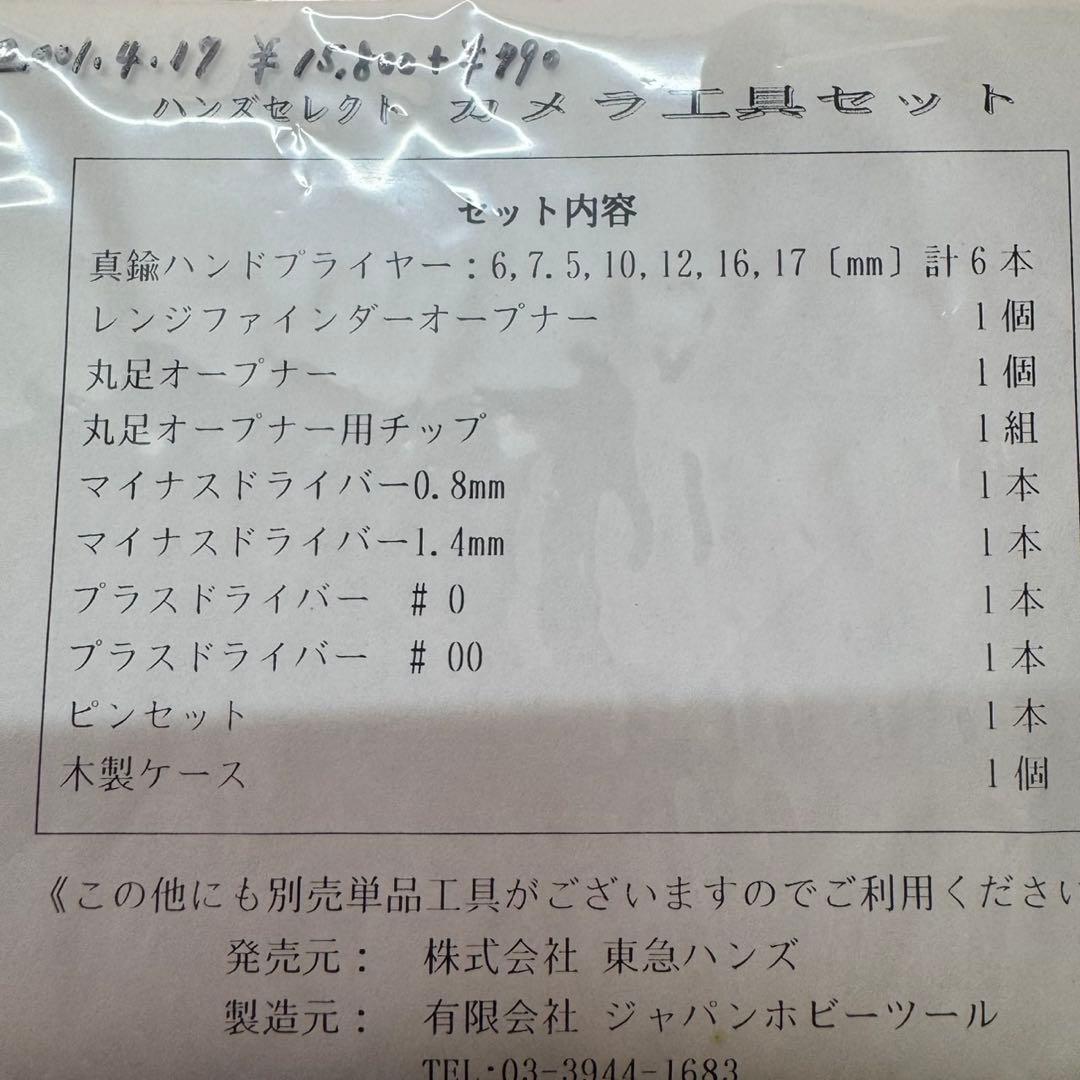 2001.4.17 ¥15.800+¥790
ハンズセレクト カメラ工具セット
セット内容
真鍮ハンドプライヤー:6,7.5,10,12,16,17〔mm〕計6本
レンジファインダーオープナー 1個
丸足オープナー 1個
丸足オープナー用チップ 1組
マイナスドライバー0.8mm 1本
マイナスドライバー1.4mm 1本
プラスドライバー #0 1本
プラスドライバー #00 1本
ピンセット 1本
木製ケース 1個
《この他にも別売単品工具がございますのでご利用ください
発売元: 株式会社 東急ハンズ
製造元: 有限会社 ジャパンホビーツール
TEL:03-3944-1683